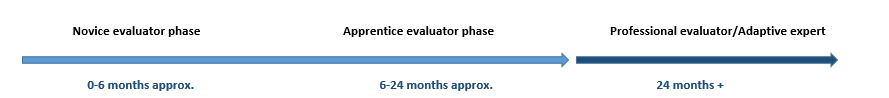 Novice evaluator phase Apprentice evaluator phase Professional evaluator/Adaptive expert
0-6 months approx. 6-24 months approx. 24 months +